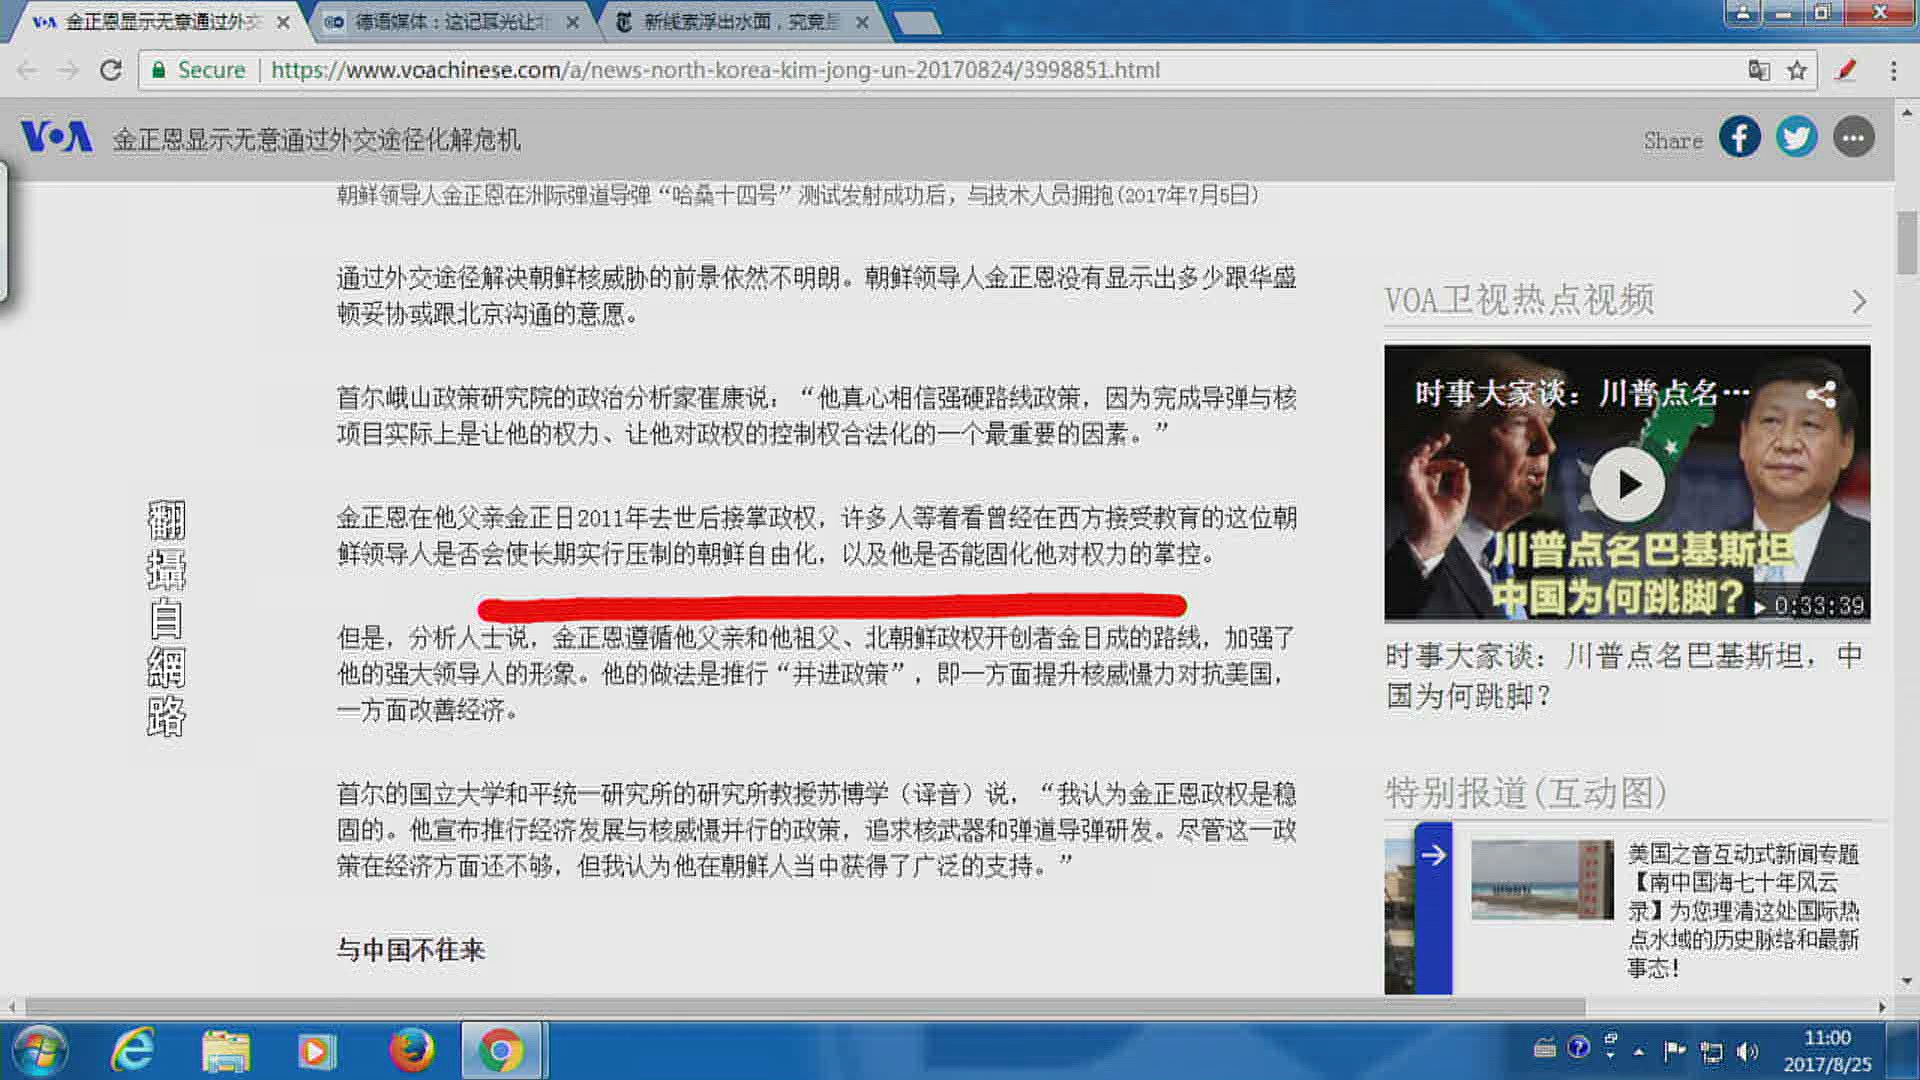 金正恩显示无意通过外交
德语媒体：这记耳光让北
新线索浮出水面，究竟是
Secure
https://www.voachinese.com/a/news-north-korea-kim-jong-un-20170824/3998851.html
VOA
金正恩显示无意通过外交途径化解危机
Share
朝鲜领导人金正恩在洲际弹道导弹“哈桑十四号”测试发射成功后，与技术人员拥抱(2017年7月5日)
通过外交途径解决朝鲜核威胁的前景依然不明朗。朝鲜领导人金正恩没有显示出多少跟华盛
顿妥协或跟北京沟通的意愿。
首尔峨山政策研究院的政治分析家崔康说：“他真心相信强硬路线政策，因为完成导弹与核
项目实际上是让他的权力、让他对政权的控制权合法化的一个最重要的因素。”
金正恩在他父亲金正日2011年去世后接掌政权，许多人等着看曾经在西方接受教育的这位朝
鲜领导人是否会使长期实行压制的朝鲜自由化，以及他是否能固化他对权力的掌控。
但是，分析人士说，金正恩遵循他父亲和他祖父、北朝鲜政权开创者金日成的路线，加强了
他的强大领导人的形象。他的做法是推行“并进政策”，即一方面提升核威慑力对抗美国，
一方面改善经济。
首尔的国立大学和平统一研究所的研究所教授苏博学（译音）说，“我认为金正恩政权是稳
固的。他宣布推行经济发展与核威慑并行的政策，追求核武器和弹道导弹研发。尽管这一政
策在经济方面还不够，但我认为他在朝鲜人当中获得了广泛的支持。”
与中国不往来
翻攝自網路
VOA卫视热点视频
时事大家谈：川普点名…
川普点名巴基斯坦
中国为何跳脚？
0:33:39
时事大家谈：川普点名巴基斯坦，中
国为何跳脚？
特别报道(互动图)
美国之音互动式新闻专题
【南中国海七十年风云
录】为您理清这处国际热
点水域的历史脉络和最新
事态！
11:00
2017/8/25